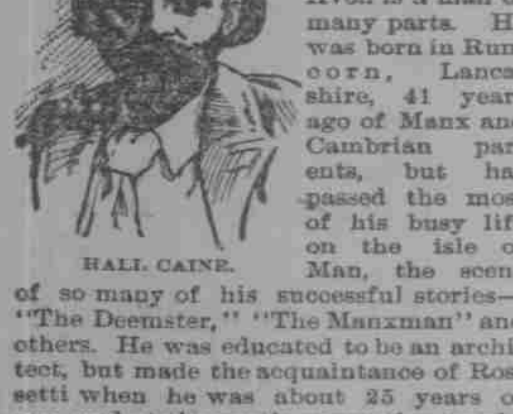 many parts. H
was born in Run
corn, Lanca
shire, 41 year
ago of Manx and
Cambrian par
ents, but ha
passed the mos
of his busy lif
on the isle o
Man, the scen
HALL CAINE.
of so many of his successful stories—
"The Deemster," "The Manxman" and
others. He was educated to be an archi
tect, but made the acquaintance of Ros
setti when he was about 25 years o